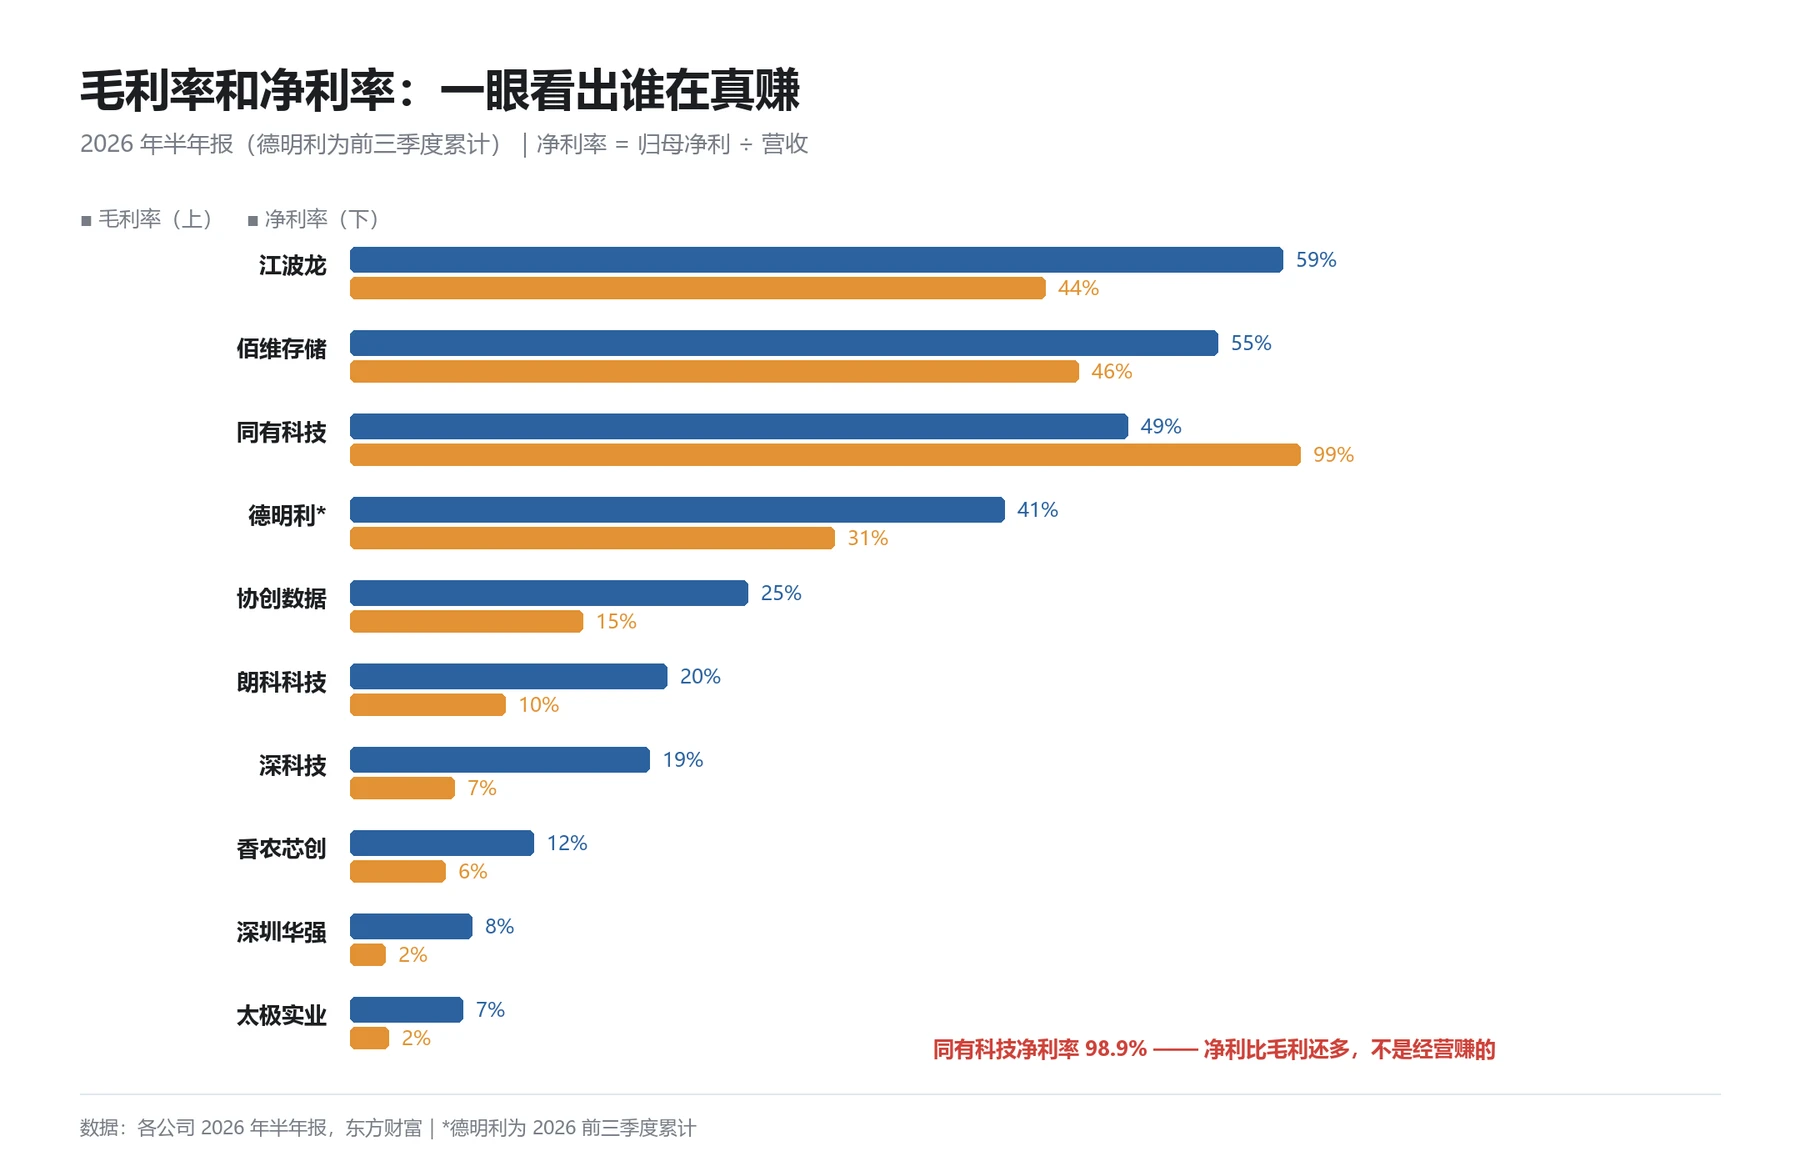 毛利率和净利率：一眼看出谁在真赚
2026 年半年报（德明利为前三季度累计）｜净利率 = 归母净利 ÷ 营收
■ 毛利率（上） ■ 净利率（下）
江波龙 59%
44%
佰维存储 55%
46%
同有科技 49%
99%
德明利* 41%
31%
协创数据 25%
15%
朗科科技 20%
10%
深科技 19%
7%
香农芯创 12%
6%
深圳华强 8%
2%
太极实业 7%
2%
同有科技净利率 98.9% —— 净利比毛利还多，不是经营赚的
数据：各公司 2026 年半年报，东方财富｜*德明利为 2026 前三季度累计